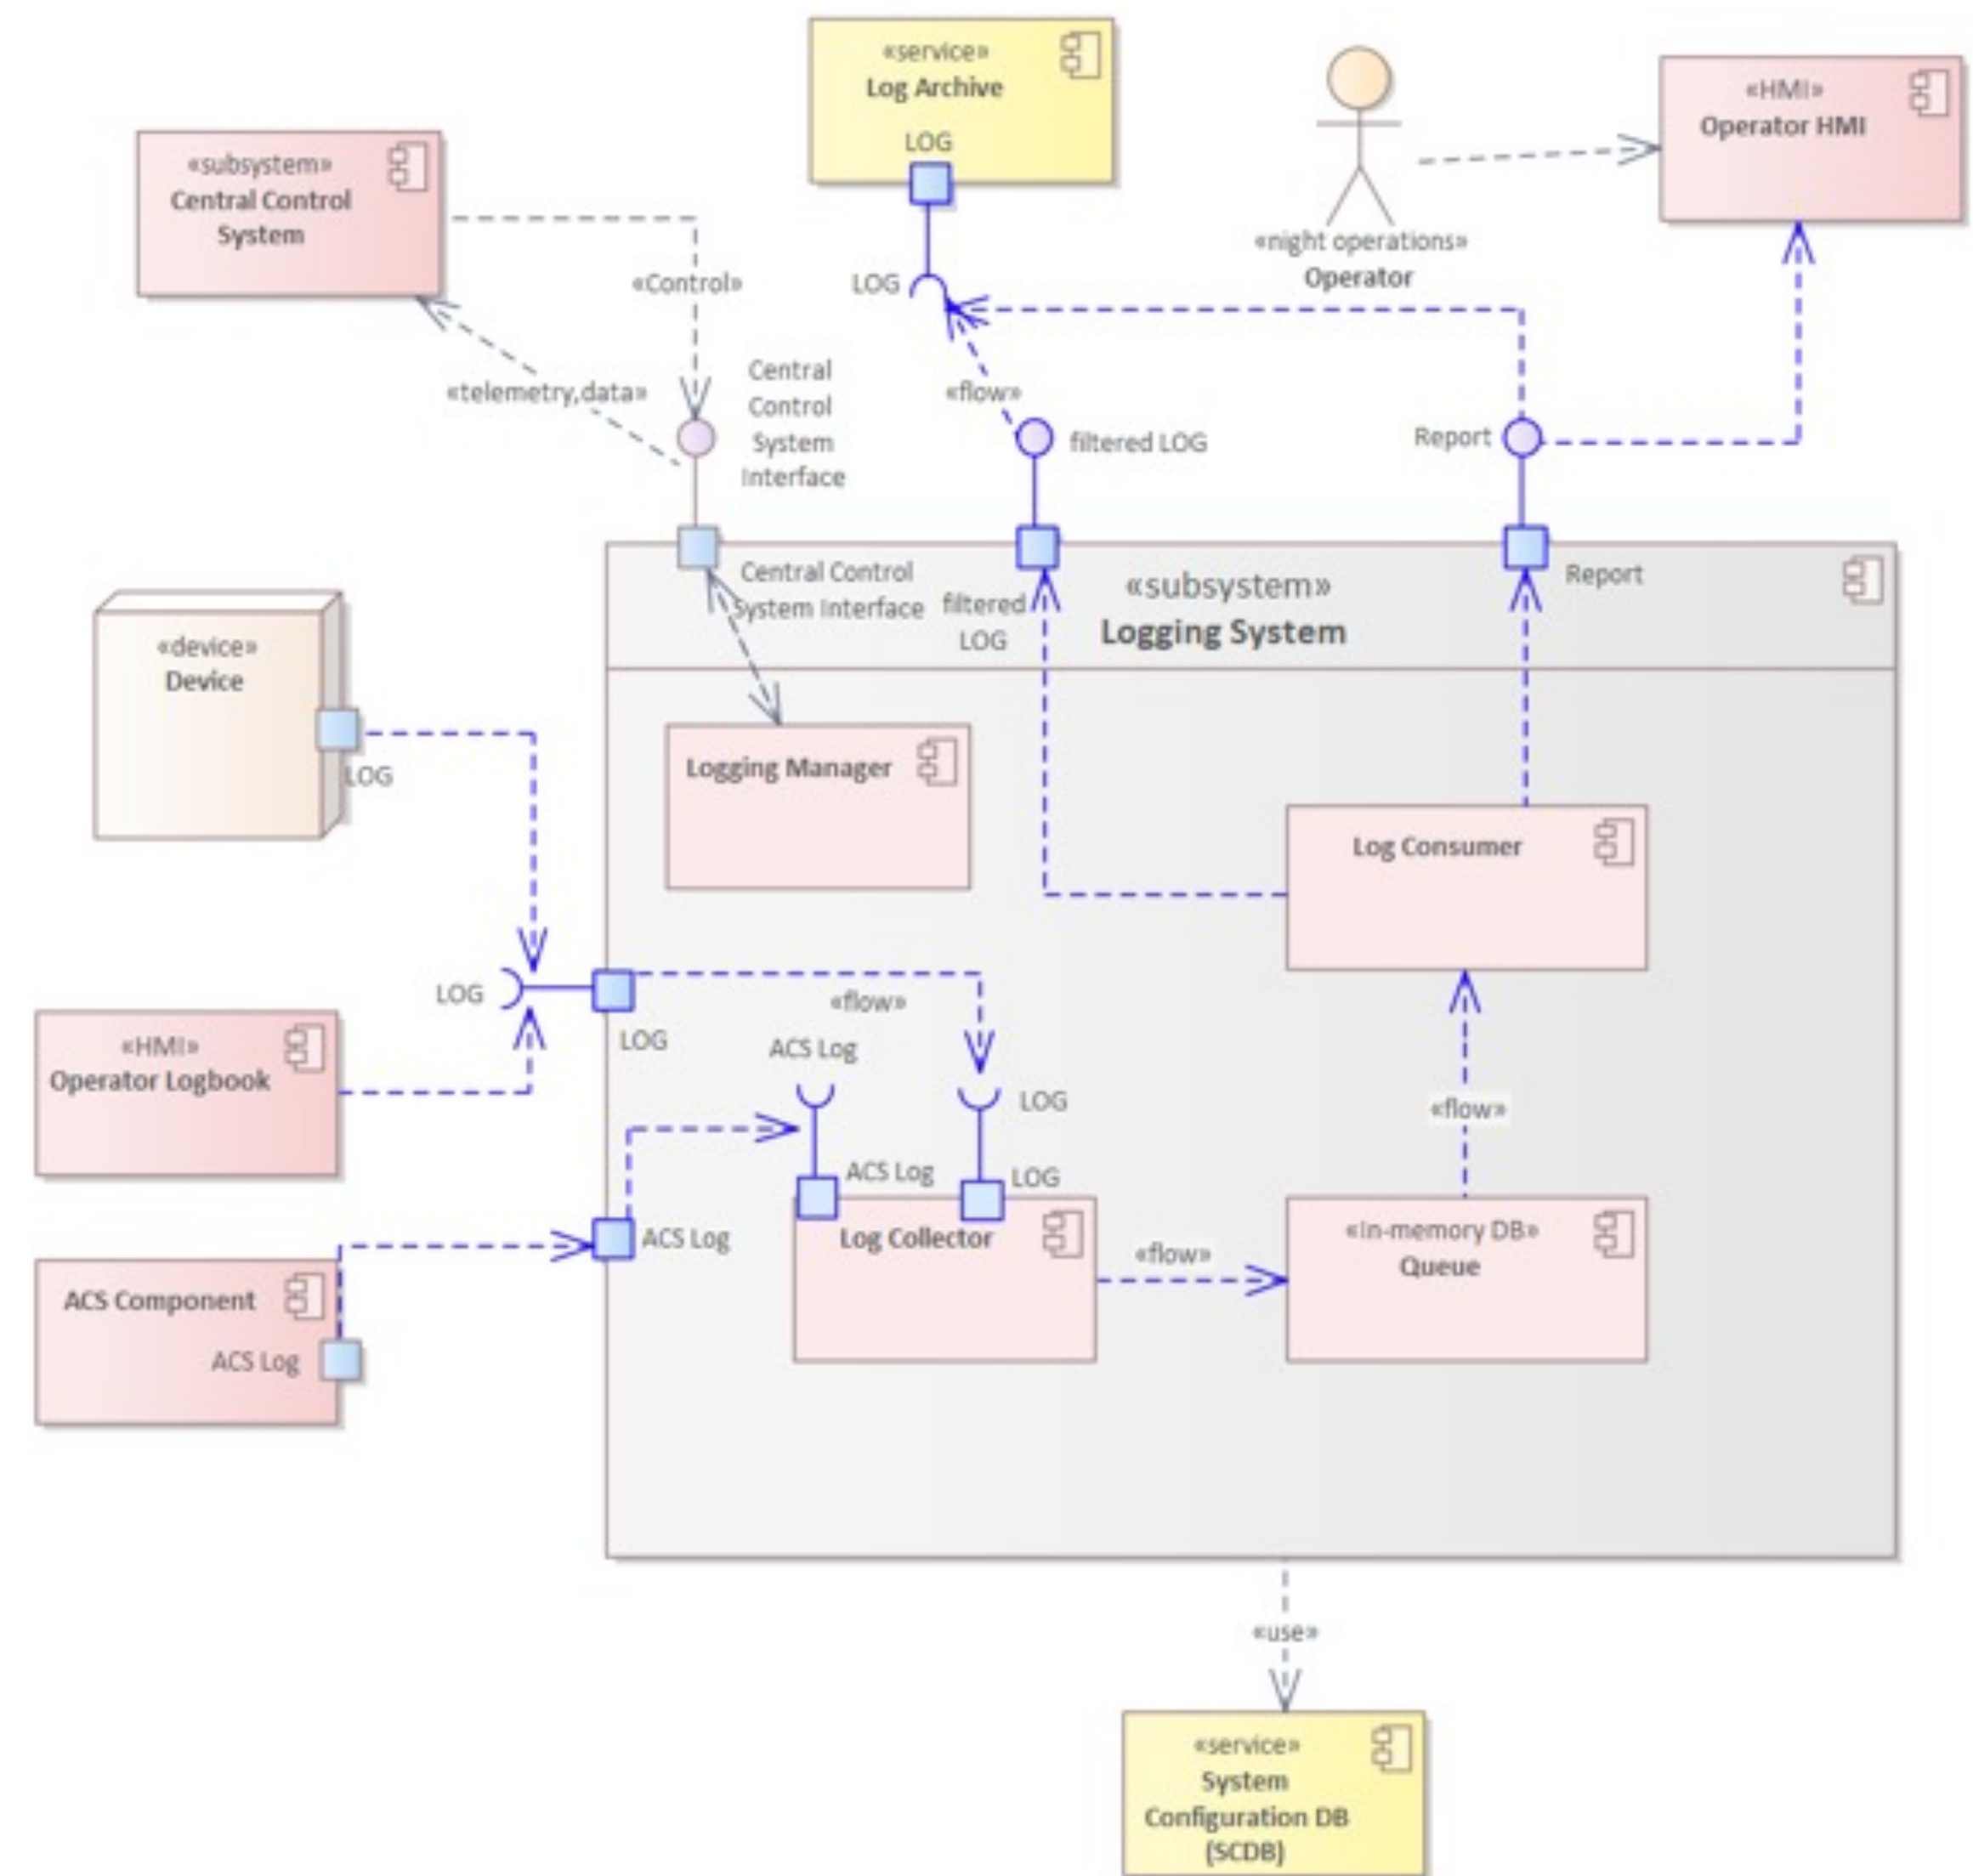 «service»
Log Archive
LOG
«HMI»
Operator HMI
«subsystem»
Central Control
System
«night operations»
Operator
«Control»
LOG
«telemetry,data»
Central
Control
System
Interface
«flow»
filtered LOG
Report
Central Control
System Interface
filtered
LOG
«subsystem»
Logging System
Report
«device»
Device
LOG
Logging Manager
Log Consumer
LOG
LOG
«flow»
«HMI»
Operator Logbook
ACS Log
LOG
«flow»
ACS Log
LOG
ACS Log
Log Collector
«flow»
«In-memory DB»
Queue
ACS Component
ACS Log
«use»
«service»
System
Configuration DB
(SCDB)